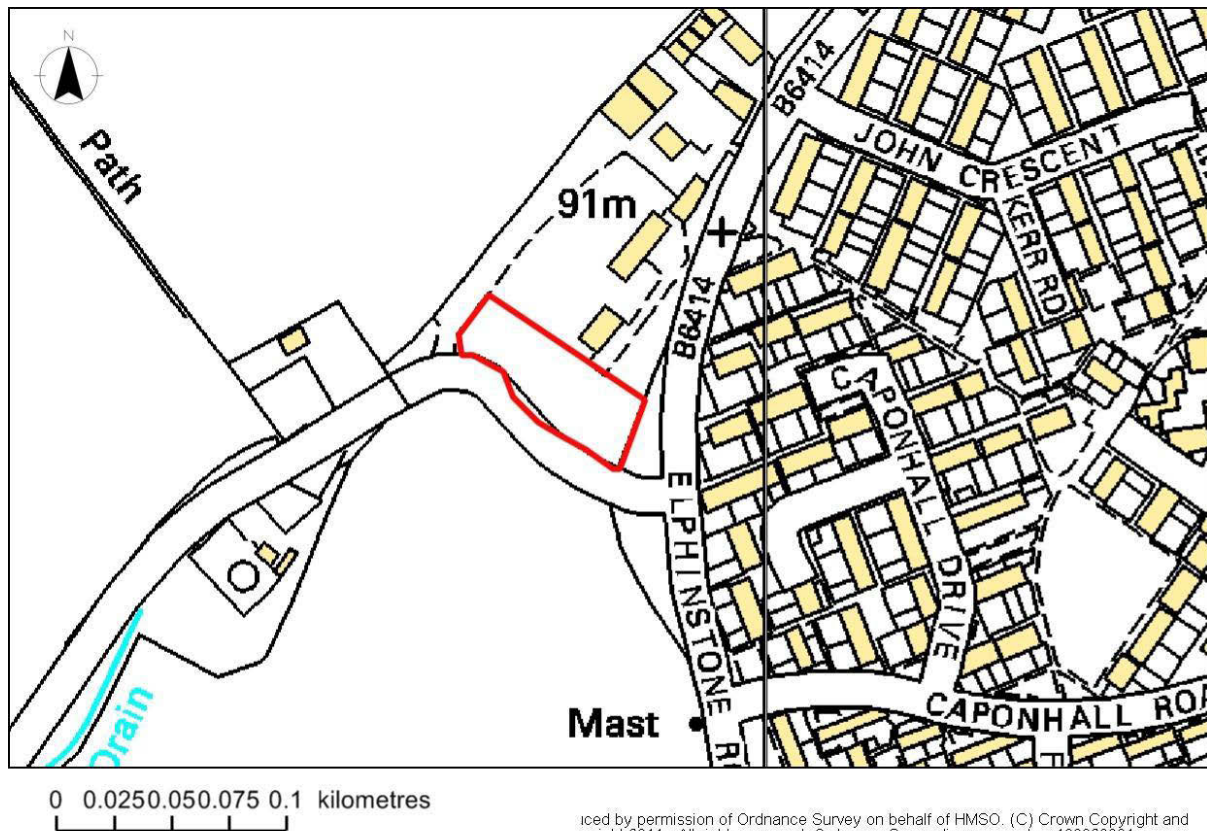 N
B6414
Path
JOHN CRESCENT
91m
KERR RD
B6414
CAPONHALL DRIVE
ELPHINSTONE R
Drain
CAPONHALL ROA
Mast
0 0.0250.050.075 0.1 kilometres
uced by permission of Ordnance Survey on behalf of HMSO. (C) Crown Copyright and